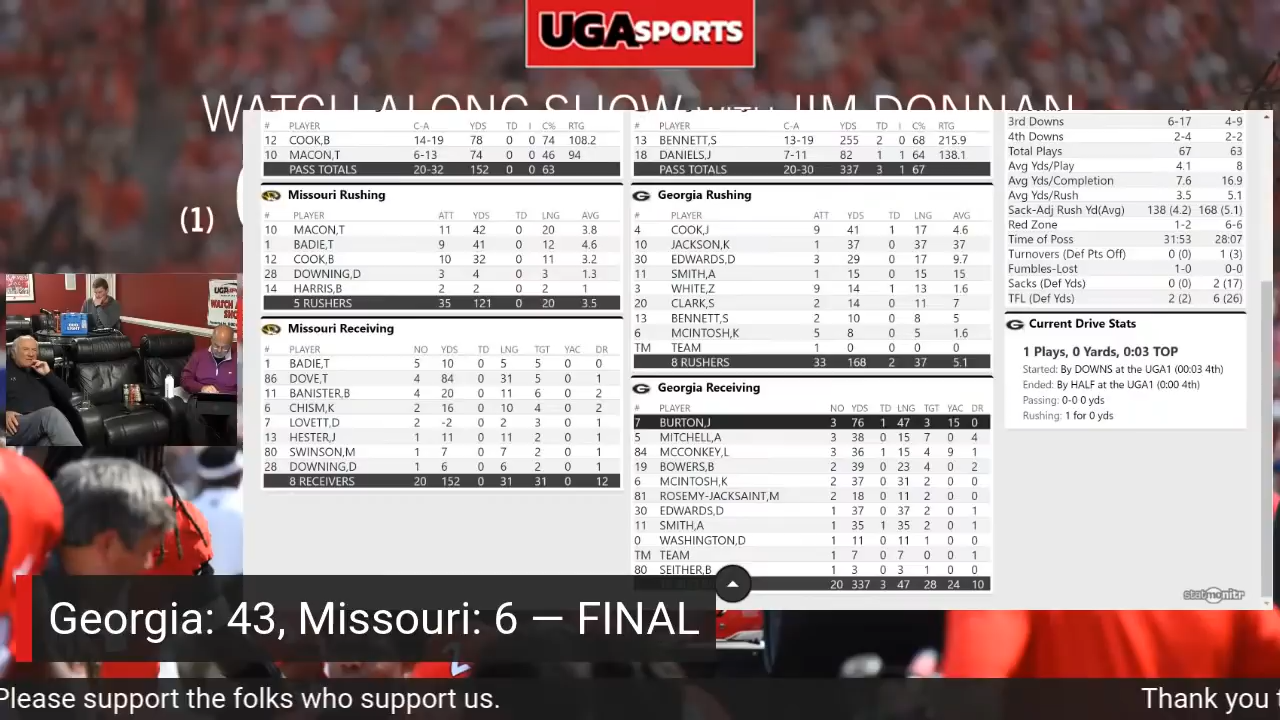 UGASPORTS
WATCH ALONG SHOW WITH JIM DONNAN
(1)
# PLAYER C-A YDS TD I C% RTG
12 COOK,B 14-19 78 0 0 74 108.2
10 MACON,T 6-13 74 0 0 46 94
PASS TOTALS 20-32 152 0 0 63
Missouri Rushing
# PLAYER ATT YDS TD LNG AVG
10 MACON,T 11 42 0 20 3.8
1 BADIE,T 9 41 0 12 4.6
12 COOK,B 10 32 0 11 3.2
28 DOWNING,D 3 4 0 3 1.3
14 HARRIS,B 2 2 0 2 1
5 RUSHERS 35 121 0 20 3.5
Missouri Receiving
# PLAYER NO YDS TD LNG TGT YAC DR
1 BADIE,T 5 10 0 5 5 0 0
86 DOVE,T 4 84 0 31 5 0 1
11 BANISTER,B 4 20 0 11 6 0 2
6 CHISM,K 2 16 0 10 4 0 2
7 LOVETT,D 2 -2 0 2 3 0 1
13 HESTER,J 1 11 0 11 2 0 1
80 SWINSON,M 1 7 0 7 2 0 1
28 DOWNING,D 1 6 0 6 2 0 1
8 RECEIVERS 20 152 0 31 31 0 12
# PLAYER C-A YDS TD I C% RTG
13 BENNETT,S 13-19 255 2 0 68 215.9
18 DANIELS,J 7-11 82 1 1 64 138.1
PASS TOTALS 20-30 337 3 1 67
Georgia Rushing
# PLAYER ATT YDS TD LNG AVG
4 COOK,J 9 41 1 17 4.6
10 JACKSON,K 1 37 0 37 37
30 EDWARDS,D 3 29 0 17 9.7
11 SMITH,A 1 15 0 15 15
3 WHITE,Z 9 14 1 13 1.6
20 CLARK,S 2 14 0 11 7
13 BENNETT,S 2 10 0 8 5
6 MCINTOSH,K 5 8 0 5 1.6
TM TEAM 1 0 0 0 0
8 RUSHERS 33 168 2 37 5.1
Georgia Receiving
# PLAYER NO YDS TD LNG TGT YAC DR
7 BURTON,J 3 76 1 47 3 15 0
5 MITCHELL,A 3 38 0 15 7 0 4
84 MCCONKEY,L 3 36 1 15 4 9 1
19 BOWERS,B 2 39 0 23 4 0 2
6 MCINTOSH,K 2 37 0 31 2 0 0
81 ROSEMY-JACKSAINT,M 2 18 0 11 2 0 0
30 EDWARDS,D 1 37 0 37 2 0 1
11 SMITH,A 1 35 1 35 2 0 1
0 WASHINGTON,D 1 11 0 11 1 0 0
TM TEAM 1 7 0 7 0 0 1
80 SEITHER,B 1 3 0 3 1 0 0
20 337 3 47 28 24 10
3rd Downs 6-17 4-9
4th Downs 2-4 2-2
Total Plays 67 63
Avg Yds/Play 4.1 8
Avg Yds/Completion 7.6 16.9
Avg Yds/Rush 3.5 5.1
Sack-Adj Rush Yd(Avg) 138 (4.2) 168 (5.1)
Red Zone 1-2 6-6
Time of Poss 31:53 28:07
Turnovers (Def Pts Off) 0 (0) 1 (3)
Fumbles-Lost 1-0 0-0
Sacks (Def Yds) 0 (0) 2 (17)
TFL (Def Yds) 2 (2) 6 (26)
Current Drive Stats
1 Plays, 0 Yards, 0:03 TOP
Started: By DOWNS at the UGA1 (00:03 4th)
Ended: By HALF at the UGA1 (0:00 4th)
Passing: 0-0 0 yds
Rushing: 1 for 0 yds
statmonitr
Georgia: 43, Missouri: 6 — FINAL
Please support the folks who support us.
Thank you